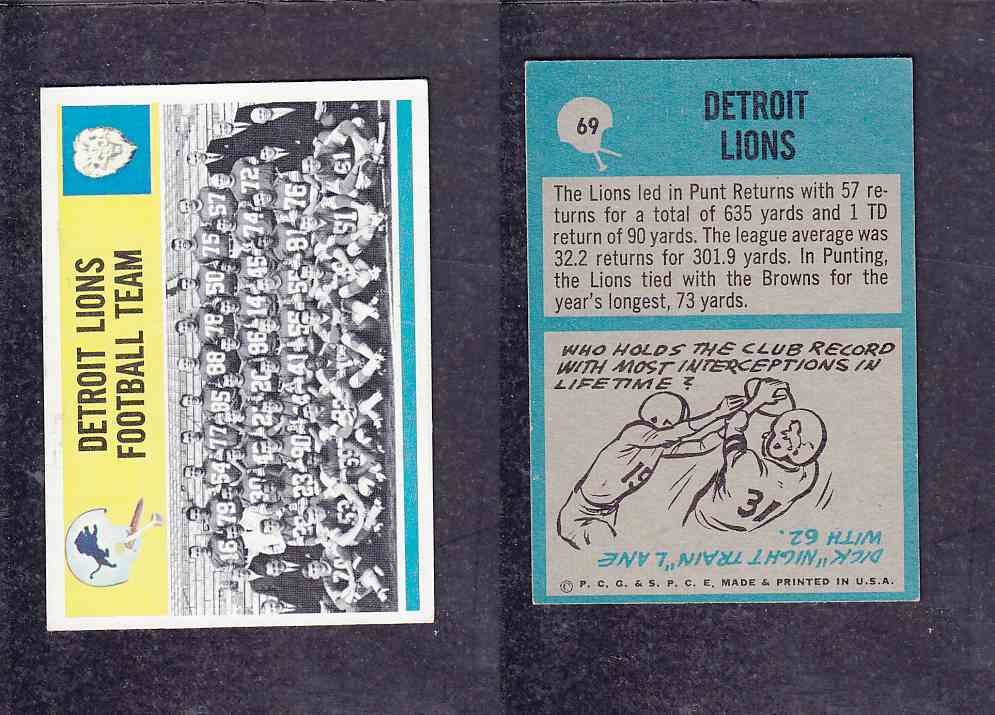 DETROIT LIONS
FOOTBALL TEAM
69
DETROIT
LIONS
The Lions led in Punt Returns with 57 re-
turns for a total of 635 yards and 1 TD
return of 90 yards. The league average was
32.2 returns for 301.9 yards. In Punting,
the Lions tied with the Browns for the
year's longest, 73 yards.
WHO HOLDS THE CLUB RECORD
WITH MOST INTERCEPTIONS IN
LIFETIME?
19
31
DICK "NIGHT TRAIN" LANE
WITH 62.
© P. C. G. & S. P. C. E. MADE & PRINTED IN U.S.A.